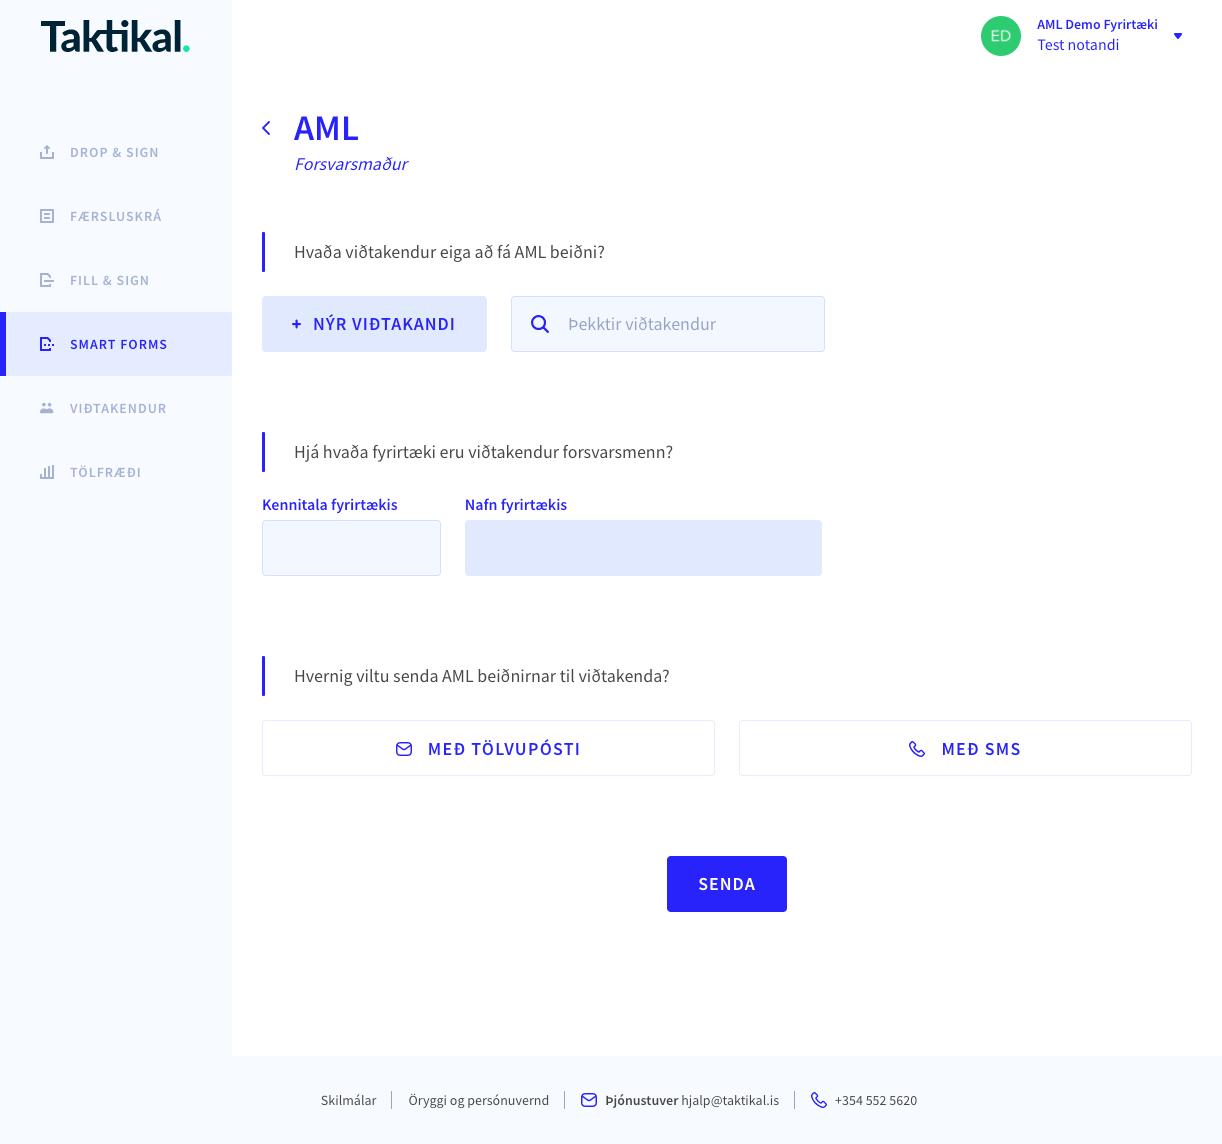 Taktikal.
ED
AML Demo Fyrirtæki
Test notandi
DROP & SIGN
FÆRSLUSKRÁ
FILL & SIGN
SMART FORMS
VIÐTAKENDUR
TÖLFRÆÐI
AML
Forsvarsmaður
Hvaða viðtakendur eiga að fá AML beiðni?
+ NÝR VIÐTAKANDI
Þekktir viðtakendur
Hjá hvaða fyrirtæki eru viðtakendur forsvarsmenn?
Kennitala fyrirtækis
Nafn fyrirtækis
Hvernig viltu senda AML beiðnirnar til viðtakenda?
MEÐ TÖLVUPÓSTI
MEÐ SMS
SENDA
Skilmálar
Öryggi og persónuvernd
Þjónustuver hjalp@taktikal.is
+354 552 5620